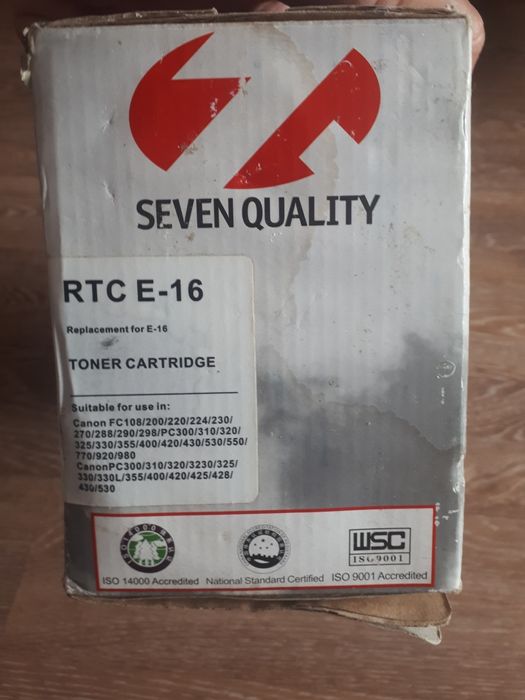 SEVEN QUALITY
RTC E-16
Replacement for E-16
TONER CARTRIDGE
Suitable for use in:
Canon FC108/200/220/224/230/
270/288/290/298/PC300/310/320/
325/330/355/400/420/430/530/550/
770/920/980
CanonPC300/310/320/3230/325/
330/330L/355/400/420/425/428/
430/530
WSC
ISO9001
ISO 14000 Accredited National Standard Certified ISO 9001 Accredited